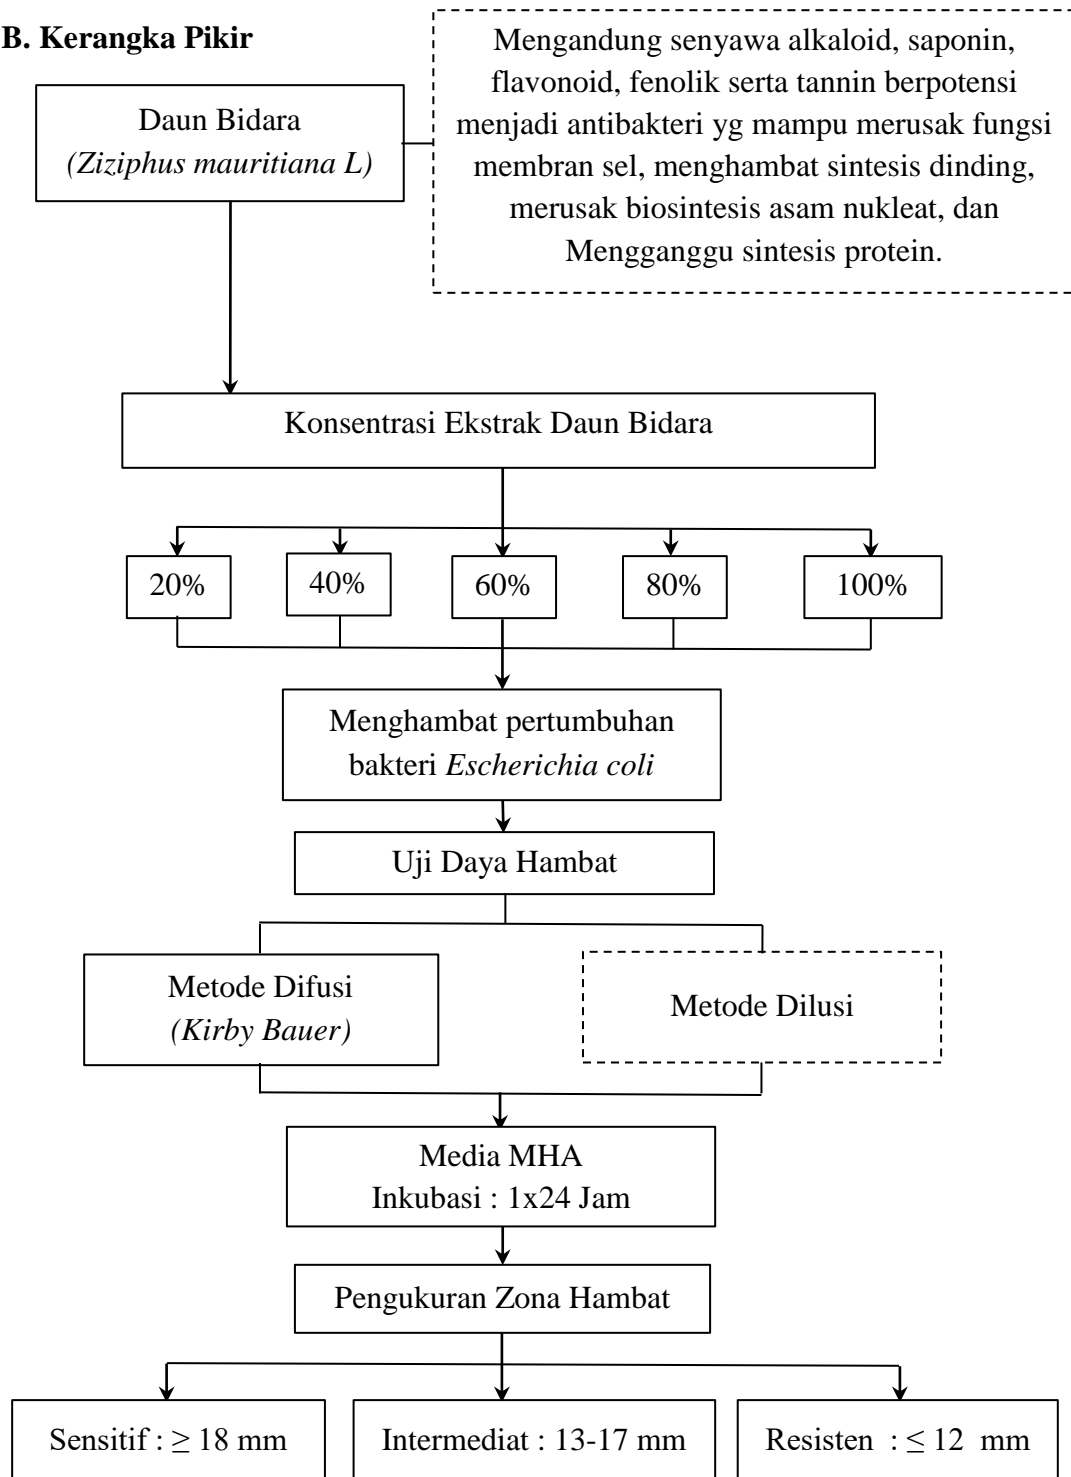 B. Kerangka Pikir
Mengandung senyawa alkaloid, saponin,
flavonoid, fenolik serta tannin berpotensi
menjadi antibakteri yg mampu merusak fungsi
membran sel, menghambat sintesis dinding,
merusak biosintesis asam nukleat, dan
Mengganggu sintesis protein.
Daun Bidara
(Ziziphus mauritiana L)
Konsentrasi Ekstrak Daun Bidara
20%
40%
60%
80%
100%
Menghambat pertumbuhan
bakteri Escherichia coli
Uji Daya Hambat
Metode Difusi
(Kirby Bauer)
Metode Dilusi
Media MHA
Inkubasi : 1x24 Jam
Pengukuran Zona Hambat
Sensitif : ≥ 18 mm
Intermediat : 13-17 mm
Resisten : ≤ 12 mm